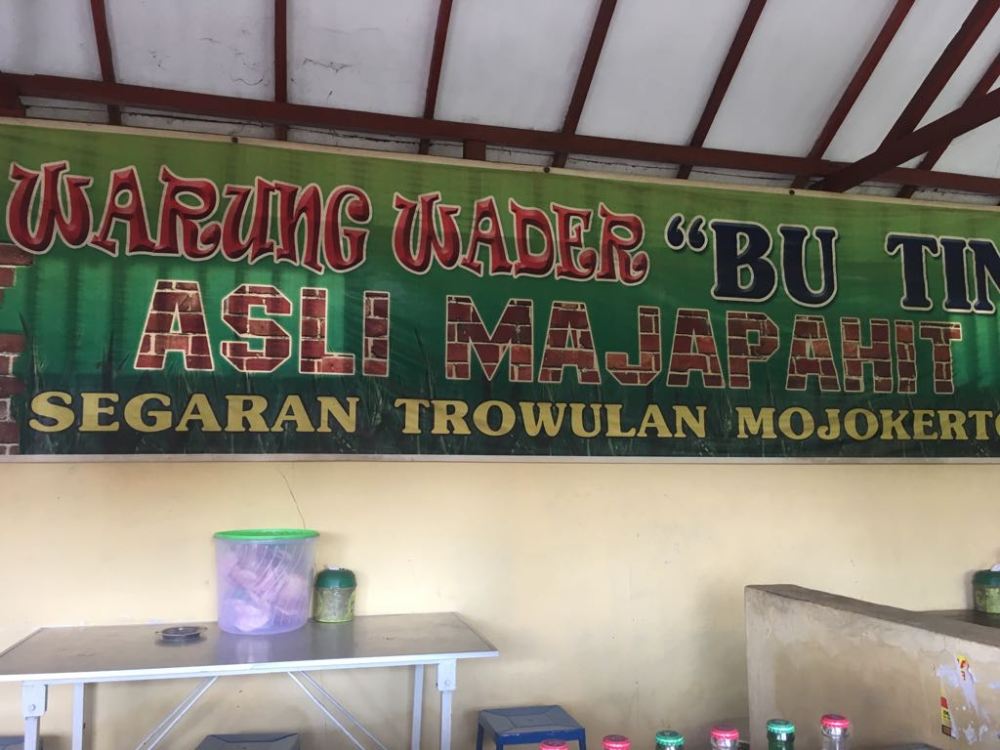 WARUNG WADER "BU TIN
ASLI MAJAPAHIT
SEGARAN TROWULAN MOJOKERTO